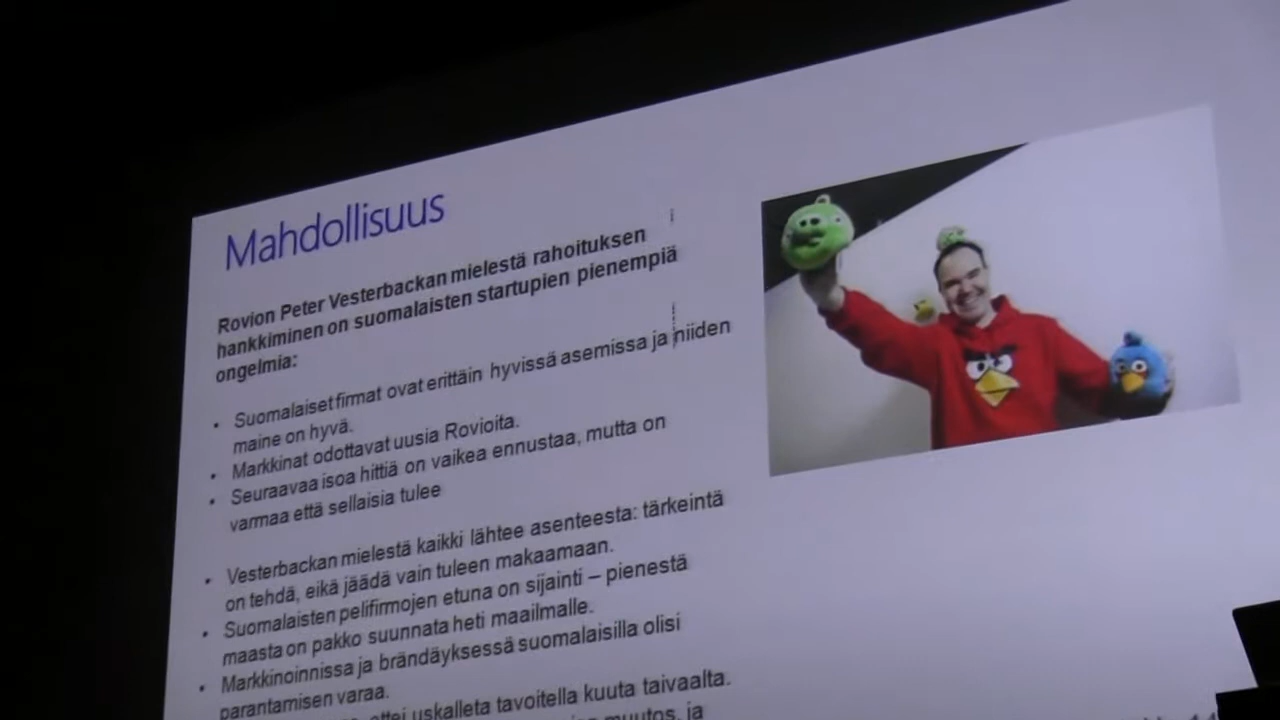 Mahdollisuus
Rovion Peter Vesterbackan mielestä rahoituksen
hankkiminen on suomalaisten startupien pienempiä
ongelmia:
• Suomalaiset firmat ovat erittäin hyvissä asemissa ja niiden
maine on hyvä.
• Markkinat odottavat uusia Rovioita.
• Seuraavaa isoa hittiä on vaikea ennustaa, mutta on
varmaa että sellaisia tulee
• Vesterbackan mielestä kaikki lähtee asenteesta: tärkeintä
on tehdä, eikä jäädä vain tuleen makaamaan.
• Suomalaisten pelifirmojen etuna on sijainti – pienestä
maasta on pakko suunnata heti maailmalle.
• Markkinoinnissa ja brändäyksessä suomalaisilla olisi
parantamisen varaa.
ettei uskalleta tavoitella kuuta taivaalta.
muutos, ja